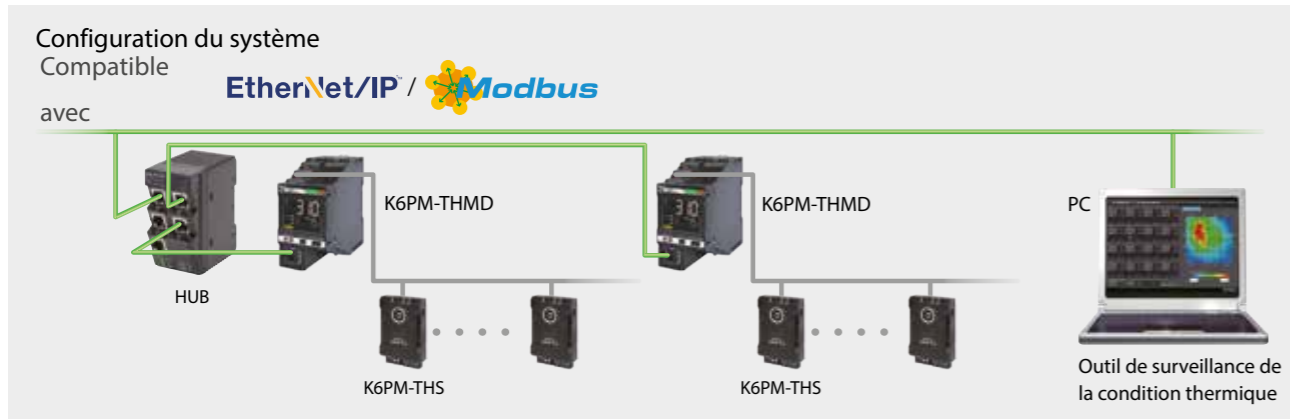 Configuration du système
Compatible
EtherNet/IP™ / Modbus
avec
K6PM-THMD
K6PM-THMD
PC
HUB
K6PM-THS
K6PM-THS
Outil de surveillance de
la condition thermique